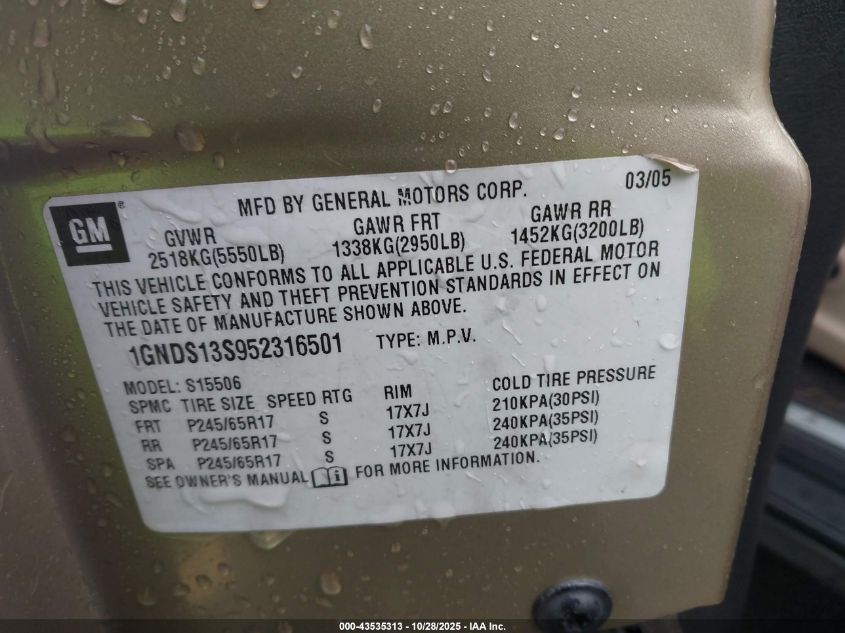 GM
MFD BY GENERAL MOTORS CORP. 03/05
GVWR GAWR FRT GAWR RR
2518KG(5550LB) 1338KG(2950LB) 1452KG(3200LB)
THIS VEHICLE CONFORMS TO ALL APPLICABLE U.S. FEDERAL MOTOR
VEHICLE SAFETY AND THEFT PREVENTION STANDARDS IN EFFECT ON
THE DATE OF MANUFACTURE SHOWN ABOVE.
1GNDS13S952316501 TYPE: M.P.V.
MODEL: S15506
SPMC TIRE SIZE SPEED RTG RIM COLD TIRE PRESSURE
FRT P245/65R17 S 17X7J 210KPA(30PSI)
RR P245/65R17 S 17X7J 240KPA(35PSI)
SPA P245/65R17 S 17X7J 240KPA(35PSI)
SEE OWNER'S MANUAL i FOR MORE INFORMATION.
000-43535313 - 10/28/2025 - IAA Inc.